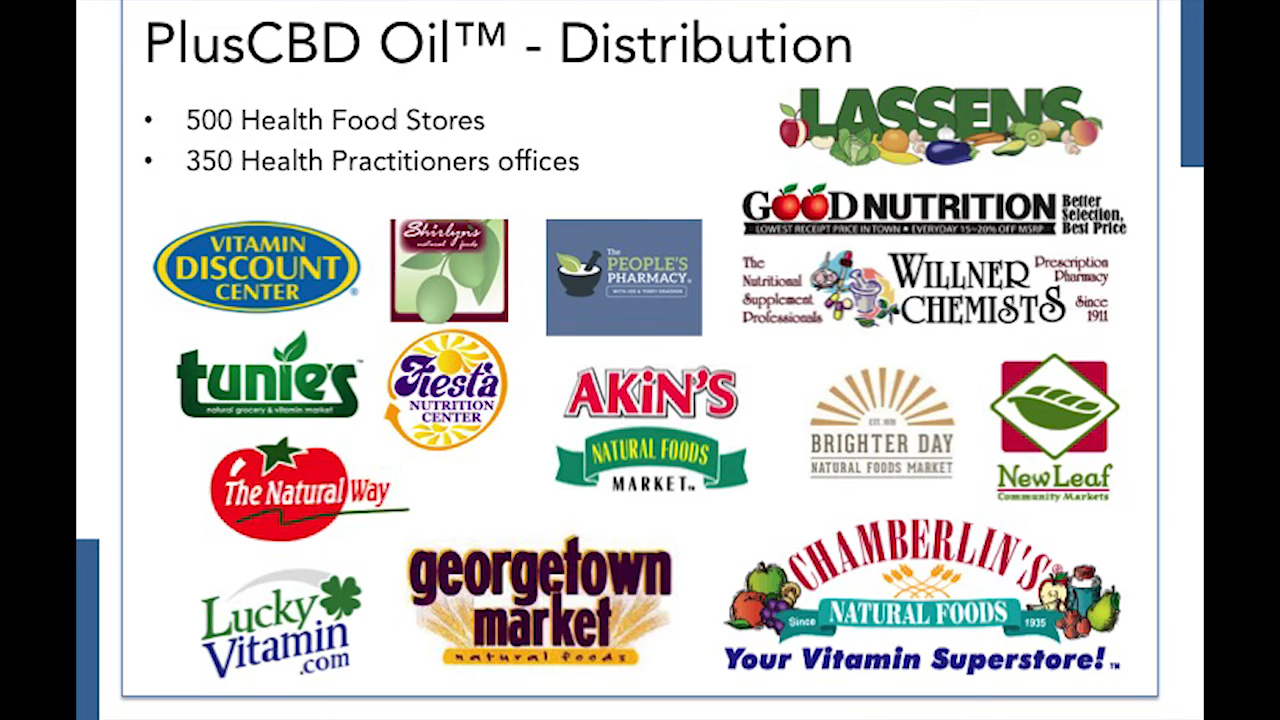 PlusCBD Oil™ - Distribution
• 500 Health Food Stores
• 350 Health Practitioners offices
LASSENS
GOOD NUTRITION
Better
Selection,
Best Price
LOWEST RECEIPT PRICE IN TOWN • EVERYDAY 15~20% OFF MSRP
VITAMIN
DISCOUNT
CENTER®
Shirlyn's
natural foods
The
PEOPLE'S
PHARMACY®
The
Nutritional
Supplement
Professionals
WILLNER
CHEMISTS
Prescription
Pharmacy
Since
1911
tunie's™
natural grocery & vitamin market
Fiesta
NUTRITION
CENTER
AKiN'S
NATURAL FOODS
MARKET™
BRIGHTER DAY
NATURAL FOODS MARKET
NewLeaf
Community Markets
The Natural Way
Lucky
Vitamin
.com
georgetown
market
natural foods
CHAMBERLIN'S®
NATURAL FOODS
Since 1935
Your Vitamin Superstore!™